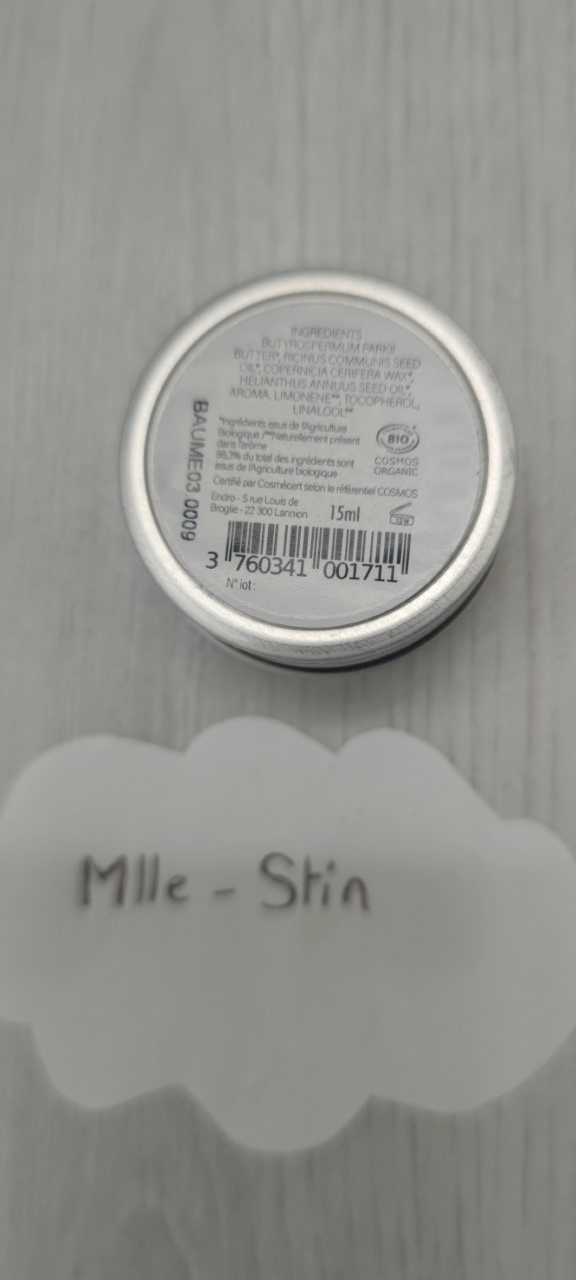 INGREDIENTS :
BUTYROSPERMUM PARKII
BUTTER*, RICINUS COMMUNIS SEED
OIL*, COPERNICIA CERIFERA WAX*,
HELIANTHUS ANNUUS SEED OIL*,
AROMA, LIMONENE**, TOCOPHEROL,
LINALOOL**
*Ingrédients issus de l'Agriculture
Biologique /**Naturellement présent
dans l'arôme
98,3% du total des ingrédients sont
issus de l'Agriculture biologique
BIO
COSMOS
ORGANIC
Certifié par Cosmécert selon le référentiel COSMOS
Endro - 5 rue Louis de
Broglie - 22 300 Lannion
15ml
12M
3 760341 001711
N° lot :
BAUME03 0009
Mlle - Stin